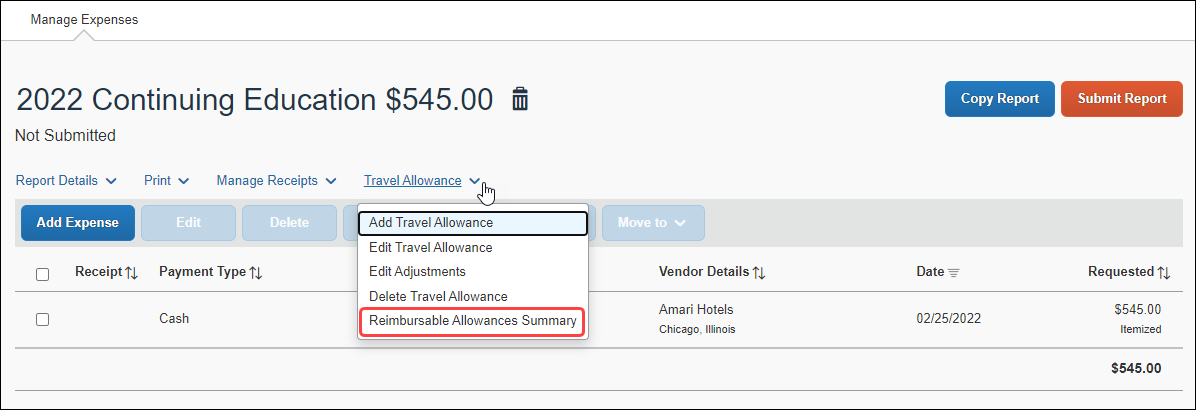 Manage Expenses
2022 Continuing Education $545.00
Copy Report
Submit Report
Not Submitted
Report Details
Print
Manage Receipts
Travel Allowance
Add Expense
Edit
Delete
Move to
Add Travel Allowance
Edit Travel Allowance
Edit Adjustments
Delete Travel Allowance
Reimbursable Allowances Summary
Receipt
Payment Type
Vendor Details
Date
Requested
Cash
Amari Hotels
Chicago, Illinois
02/25/2022
$545.00
Itemized
$545.00